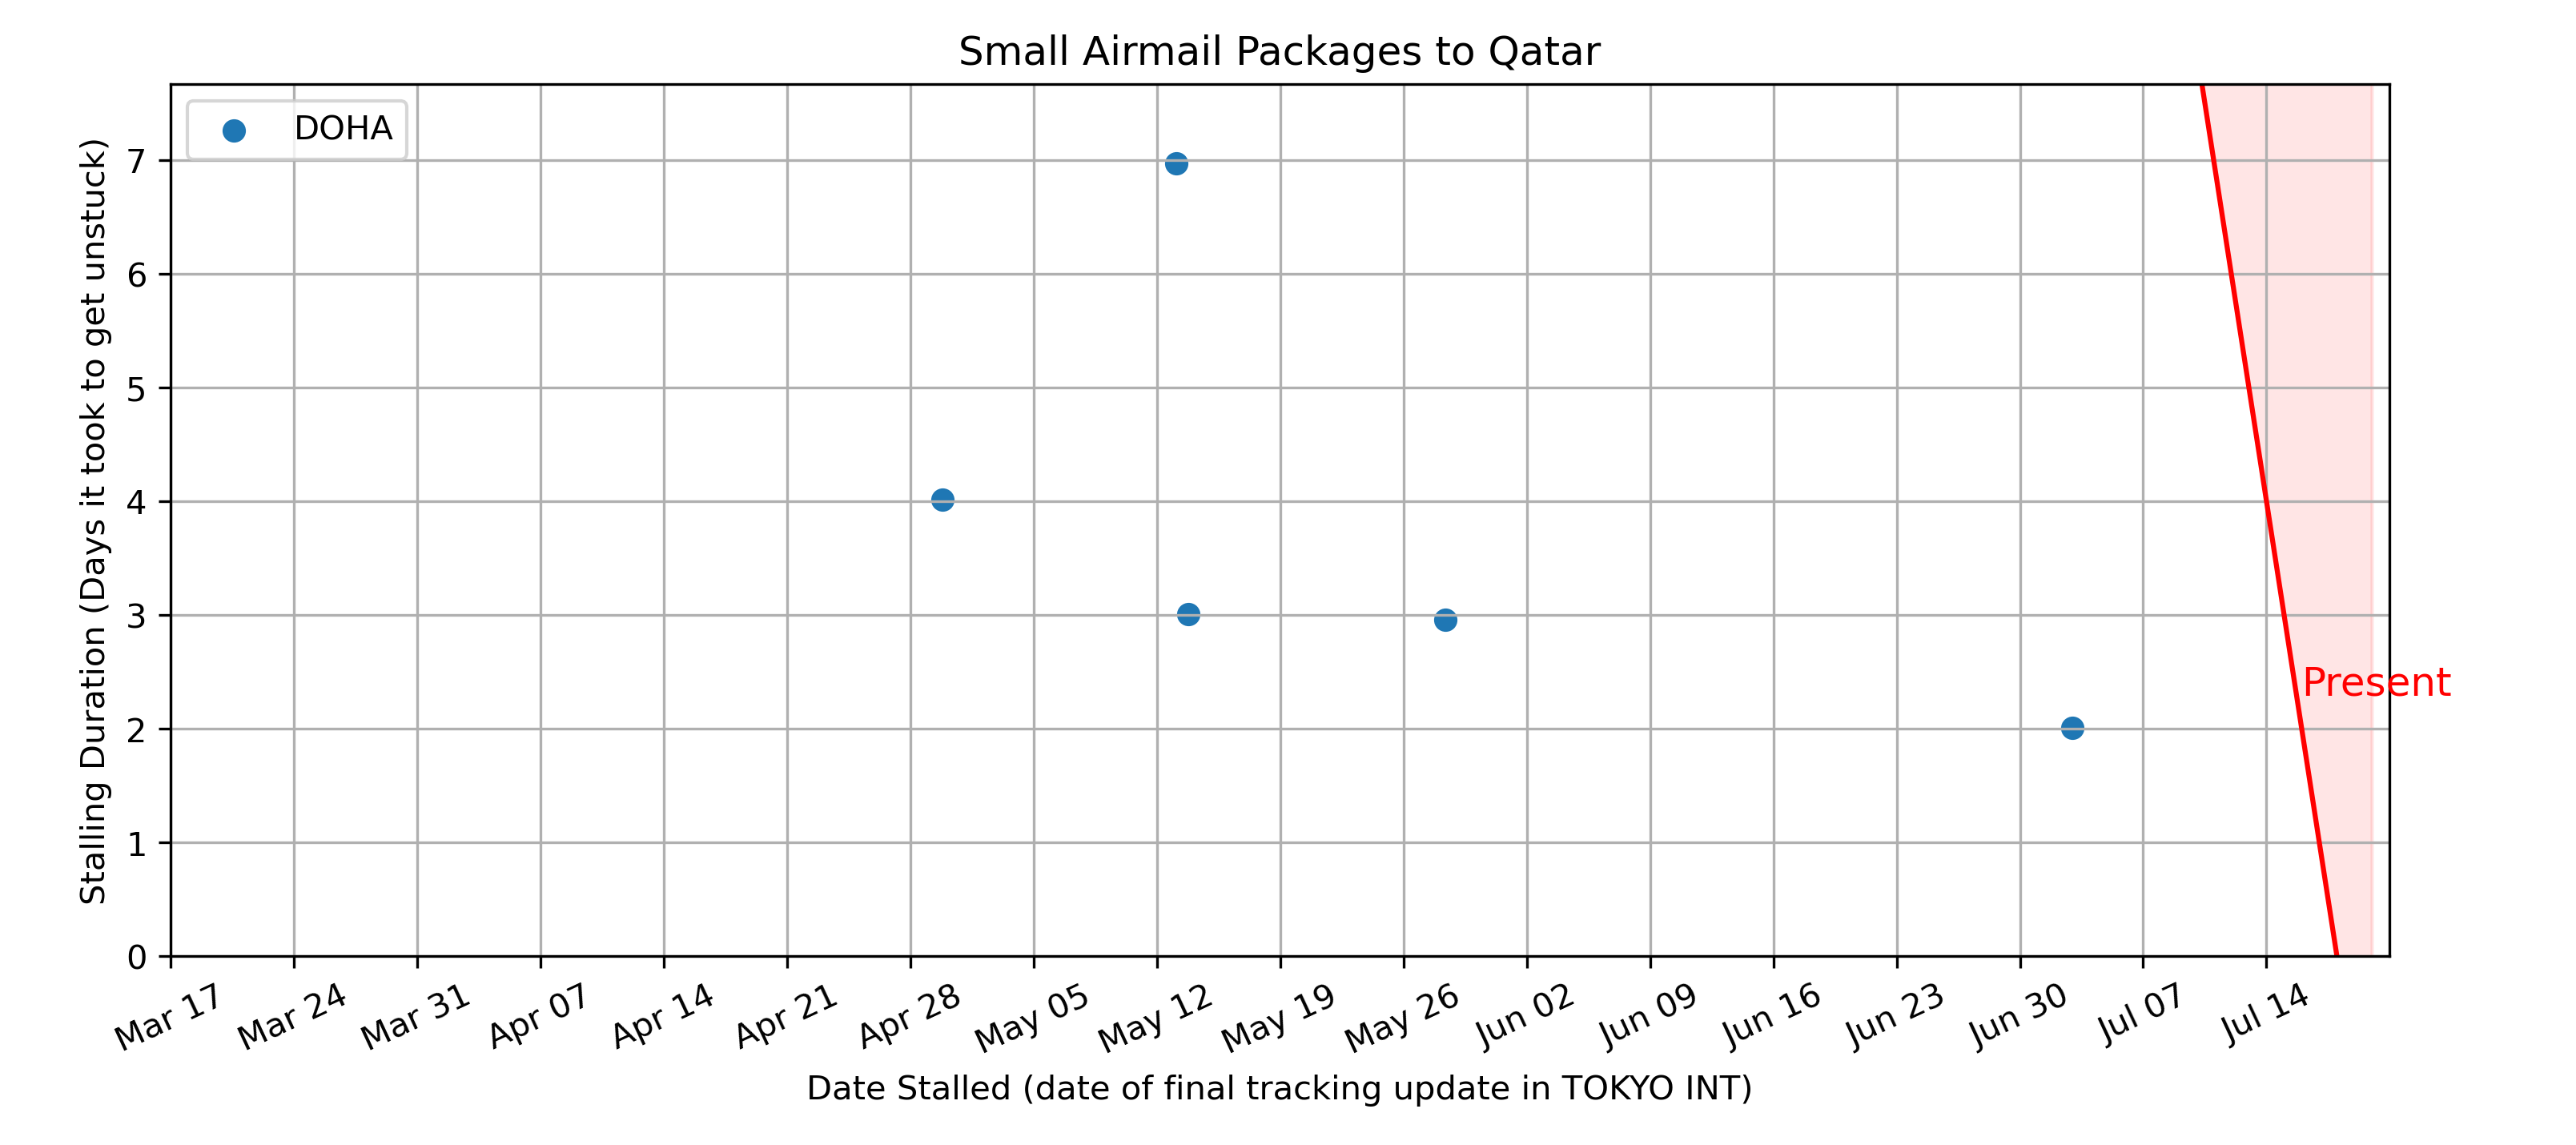 Small Airmail Packages to Qatar
DOHA
Stalling Duration (Days it took to get unstuck)
7
6
5
4
3
2
1
0
Present
Mar 17
Mar 24
Mar 31
Apr 07
Apr 14
Apr 21
Apr 28
May 05
May 12
May 19
May 26
Jun 02
Jun 09
Jun 16
Jun 23
Jun 30
Jul 07
Jul 14
Date Stalled (date of final tracking update in TOKYO INT)